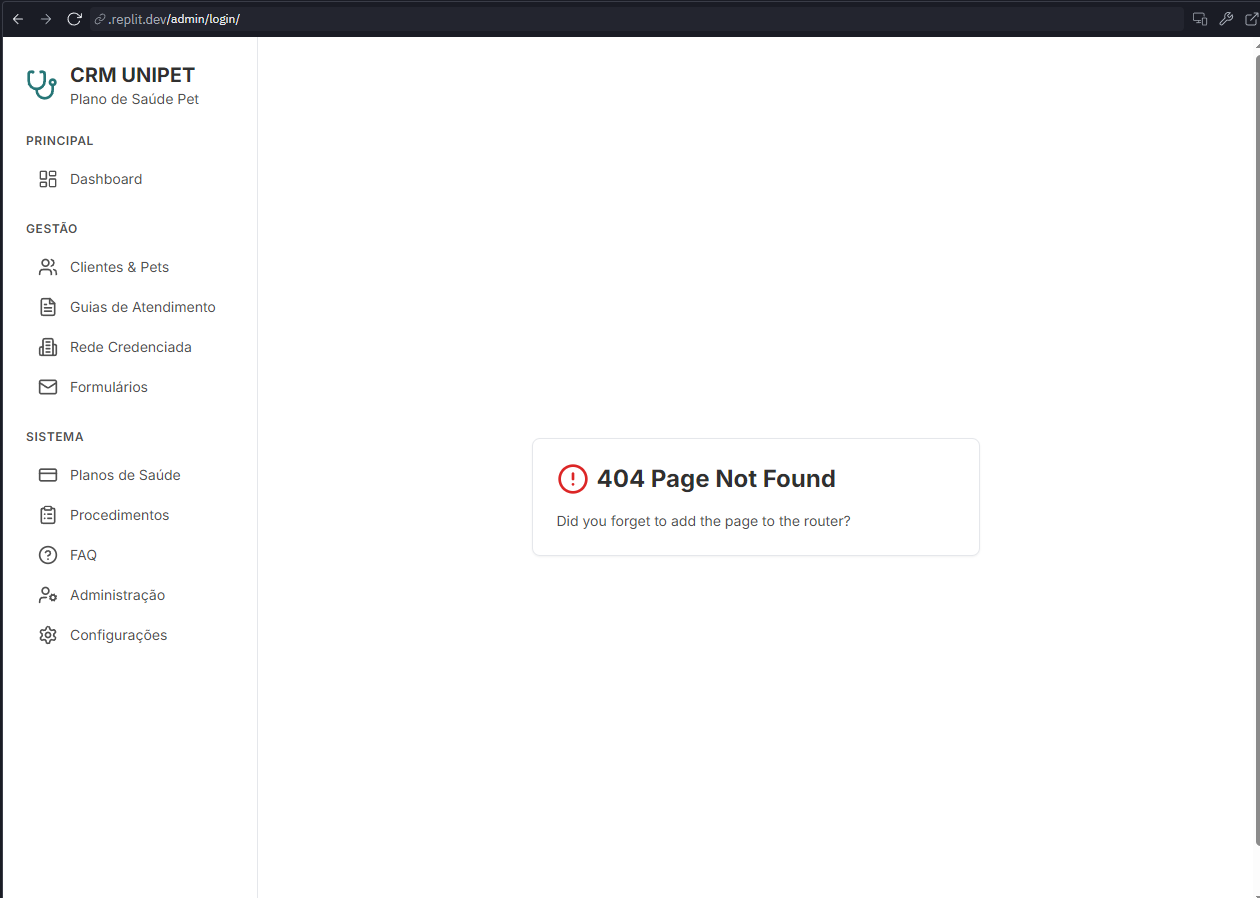 .replit.dev/admin/login/
CRM UNIPET
Plano de Saúde Pet
PRINCIPAL
Dashboard
GESTÃO
Clientes & Pets
Guias de Atendimento
Rede Credenciada
Formulários
SISTEMA
Planos de Saúde
Procedimentos
FAQ
Administração
Configurações
404 Page Not Found
Did you forget to add the page to the router?